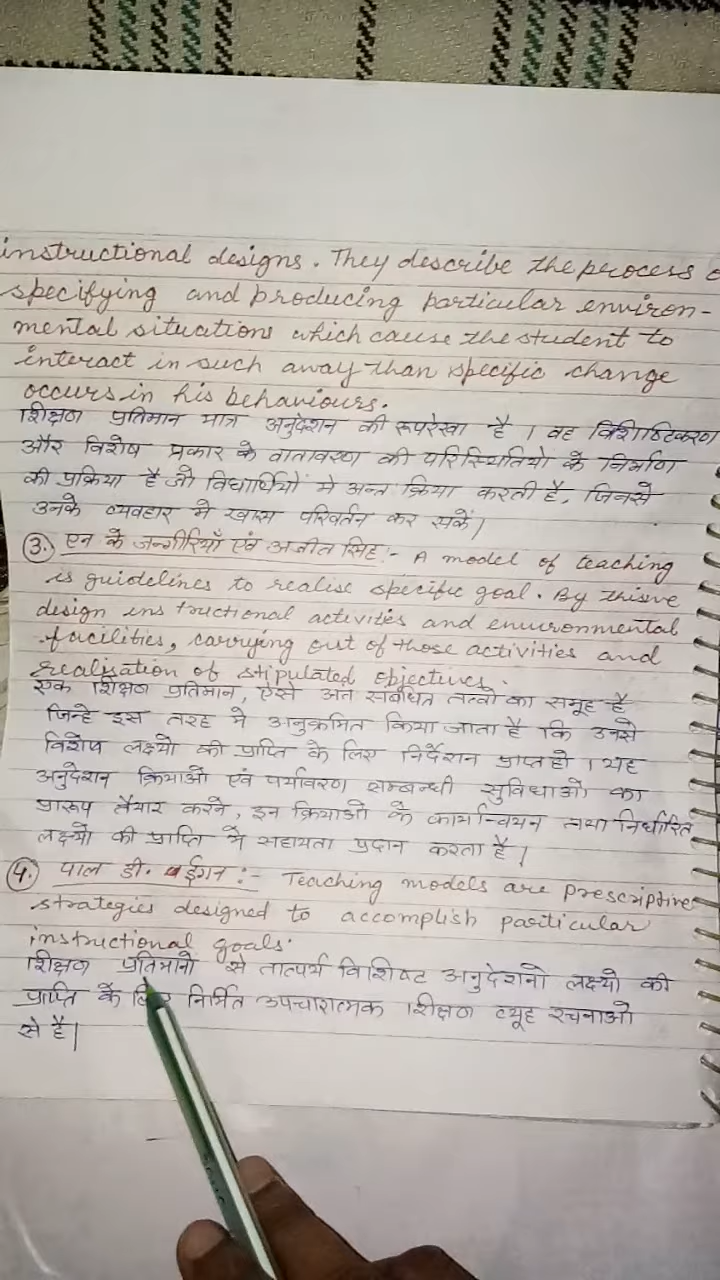 instructional designs. They describe the process
specifying and producing particular environ-
mental situations which cause the student to
interact in such away than specific change
occurs in his behaviours.
शिक्षण प्रतिमान मात्र अनुदेशन की रूपरेखा है । वह विशिष्टिकरण
और विशेष प्रकार के वातावरण की परिस्थितियो के निर्माण
की प्रक्रिया है जो विद्यार्थियों मे अन्त क्रिया करती है, जिनसे
उनके व्यवहार मे खास परिवर्तन कर सकें।
3. एन के जन्गीरियाँ एवं अजीत सिंह :- A model of teaching
is guidelines to realise specific goal. By
design ins tructional activites and enuironmental
facilities, carrying out of those activities and
realisation of stipulated objectives.
एक शिक्षण प्रतिमान, ऐसे अंत संबंधित तत्वो का समूह है
जिन्हे इस तरह मे अनुक्रमित किया जाता है कि उनसे
विशेष लक्ष्यो की प्राप्ति के लिए निर्देशन प्राप्त हो । यह
अनुदेशन क्रियाओ एवं पर्यावरण सम्बन्धी सुविधाओ का
प्रारूप तैयार करने, इन क्रियाओ के कार्यान्वियन तथा निर्धारित
लक्ष्यो की प्राप्ति मे सहायता प्रदान करता है |
4. पाल डी. ईगन :- Teaching models are prescriptive
strategies designed to accomplish particular
instructional goals.
शिक्षण प्रतिमानो से तात्पर्य विशिष्ट अनुदेशनो लक्ष्यो की
प्राप्ति के लिए निर्मित उपचारात्मक शिक्षण व्यूह रचनाओ
से है|